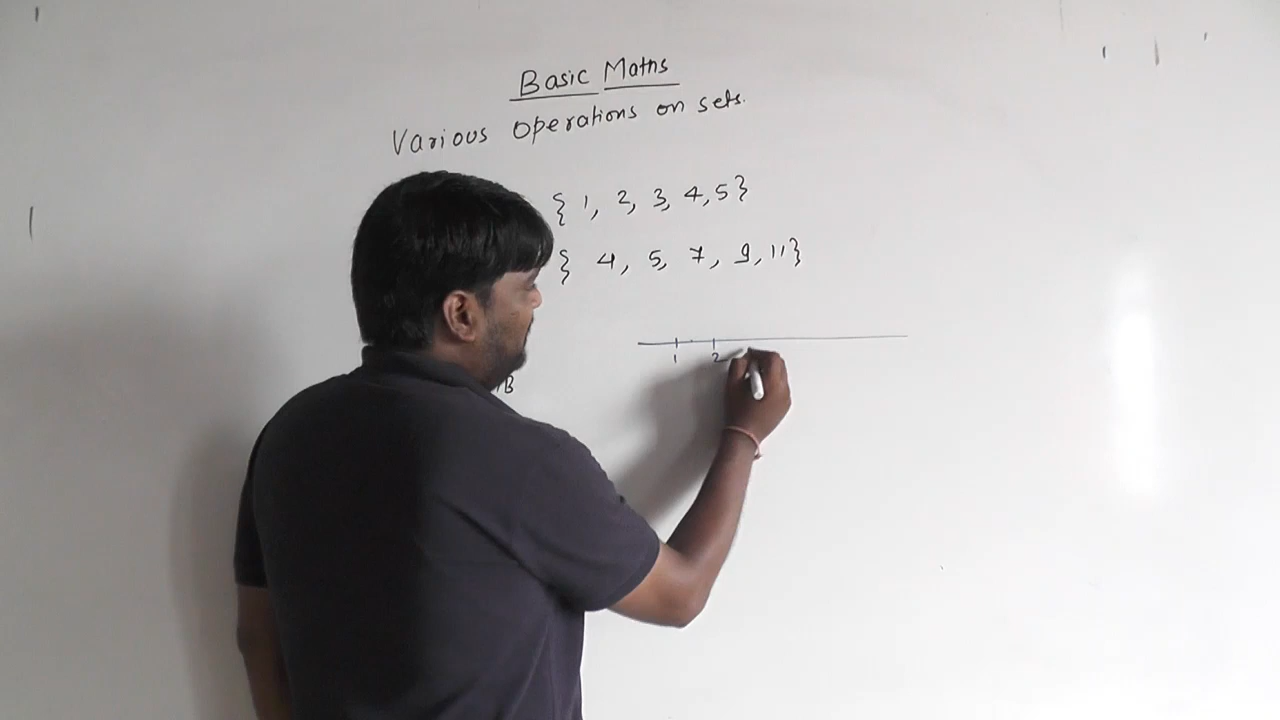 Basic Maths
Various Operations on sets.
{ 1, 2, 3, 4, 5 }
{ 4, 5, 7, 9, 11 }
1 2
B